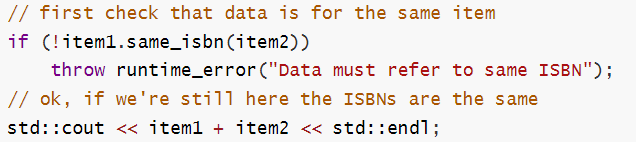 // first check that data is for the same item
if (!item1.same_isbn(item2))
    throw runtime_error("Data must refer to same ISBN");
// ok, if we're still here the ISBNs are the same
std::cout << item1 + item2 << std::endl;